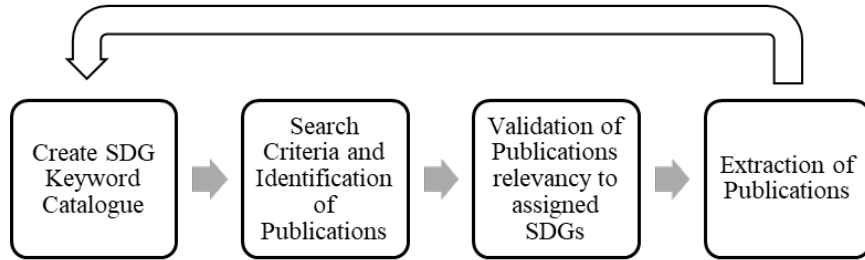 Create SDG
Keyword
Catalogue
Search
Criteria and
Identification
of
Publications
Validation of
Publications
relevancy to
assigned
SDGs
Extraction of
Publications